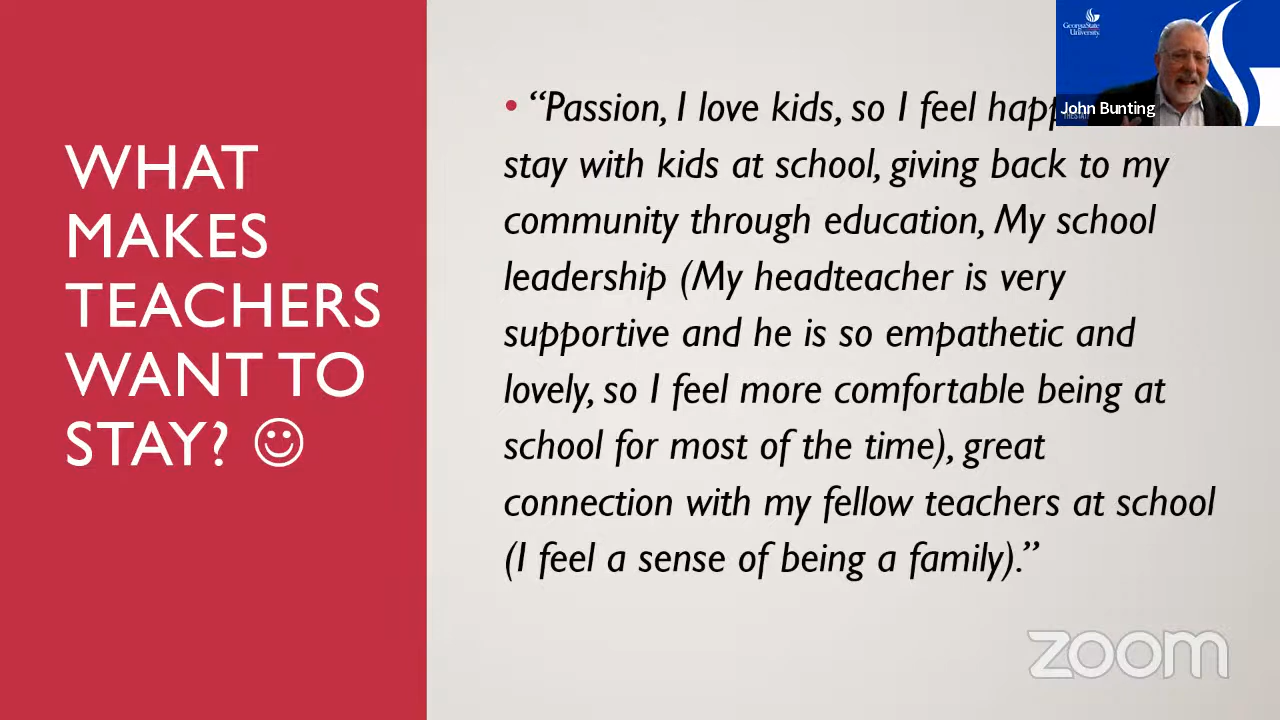 WHAT
MAKES
TEACHERS
WANT TO
STAY? ☺
• “Passion, I love kids, so I feel
stay with kids at school, giving back to my
community through education, My school
leadership (My headteacher is very
supportive and he is so empathetic and
lovely, so I feel more comfortable being at
school for most of the time), great
connection with my fellow teachers at school
(I feel a sense of being a family).”
Georgia State
University
John Bunting
zoom